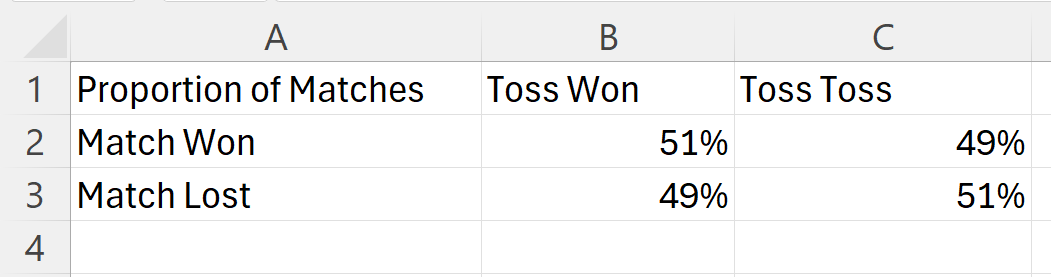 A B C
1 Proportion of Matches Toss Won Toss Toss
2 Match Won 51% 49%
3 Match Lost 49% 51%
4